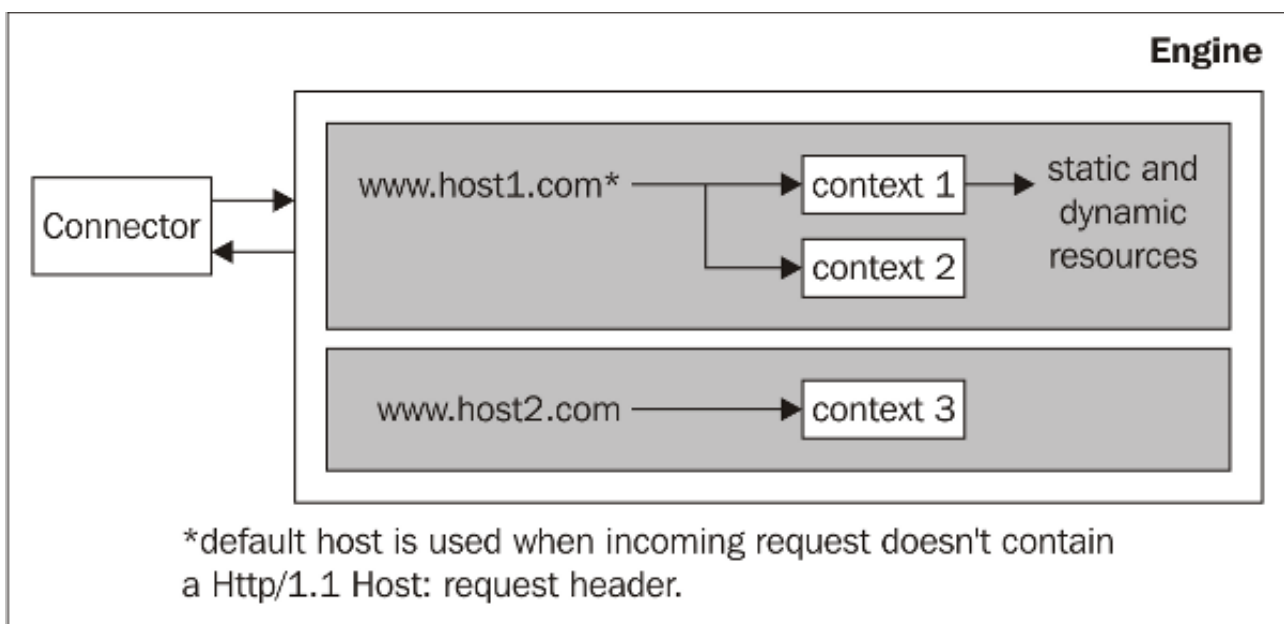 Engine
Connector
www.host1.com*
context 1
static and
dynamic
resources
context 2
www.host2.com
context 3
*default host is used when incoming request doesn't contain
a Http/1.1 Host: request header.